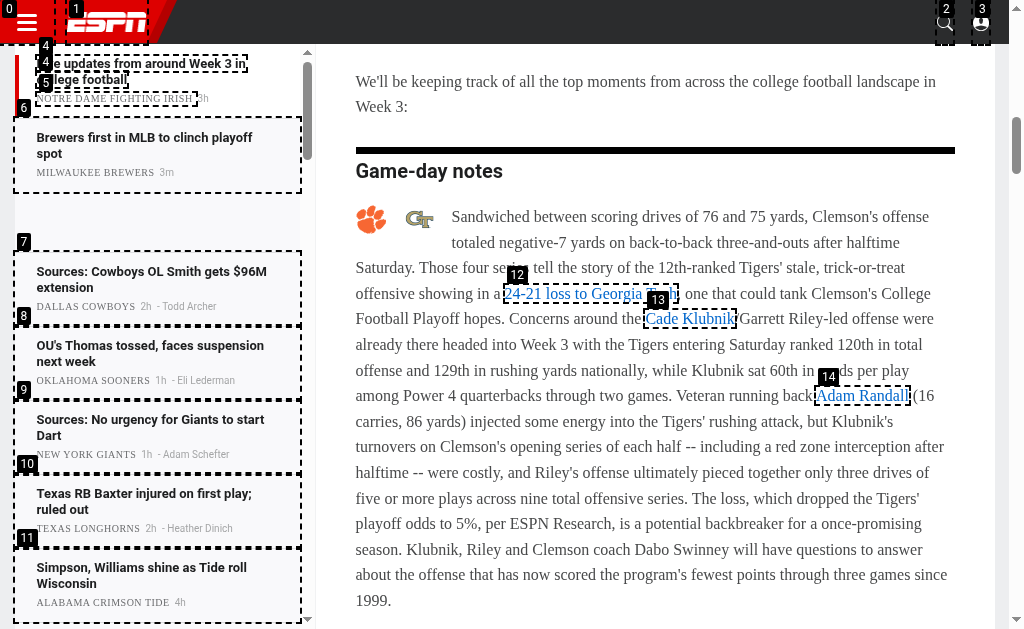 0
1
2
3
ESPN
4
4
5
updates from around Week 3 in
college football
NOTRE DAME FIGHTING IRISH 3h
6
Brewers first in MLB to clinch playoff
spot
MILWAUKEE BREWERS 3m
7
Sources: Cowboys OL Smith gets $96M
extension
DALLAS COWBOYS 2h - Todd Archer
8
OU's Thomas tossed, faces suspension
next week
OKLAHOMA SOONERS 1h - Eli Lederman
9
Sources: No urgency for Giants to start
Dart
NEW YORK GIANTS 1h - Adam Schefter
10
Texas RB Baxter injured on first play;
ruled out
TEXAS LONGHORNS 2h - Heather Dinich
11
Simpson, Williams shine as Tide roll
Wisconsin
ALABAMA CRIMSON TIDE 4h
We'll be keeping track of all the top moments from across the college football landscape in
Week 3:
Game-day notes
GT
Sandwiched between scoring drives of 76 and 75 yards, Clemson's offense
totaled negative-7 yards on back-to-back three-and-outs after halftime
Saturday. Those four series tell the story of the 12th-ranked Tigers' stale, trick-or-treat
12
offensive showing in a 24-21 loss to Georgia Tech, one that could tank Clemson's College
13
Football Playoff hopes. Concerns around the Cade Klubnik/Garrett Riley-led offense were
already there headed into Week 3 with the Tigers entering Saturday ranked 120th in total
offense and 129th in rushing yards nationally, while Klubnik sat 60th in yards per play
14
among Power 4 quarterbacks through two games. Veteran running back Adam Randall (16
carries, 86 yards) injected some energy into the Tigers' rushing attack, but Klubnik's
turnovers on Clemson's opening series of each half -- including a red zone interception after
halftime -- were costly, and Riley's offense ultimately pieced together only three drives of
five or more plays across nine total offensive series. The loss, which dropped the Tigers'
playoff odds to 5%, per ESPN Research, is a potential backbreaker for a once-promising
season. Klubnik, Riley and Clemson coach Dabo Swinney will have questions to answer
about the offense that has now scored the program's fewest points through three games since
1999.